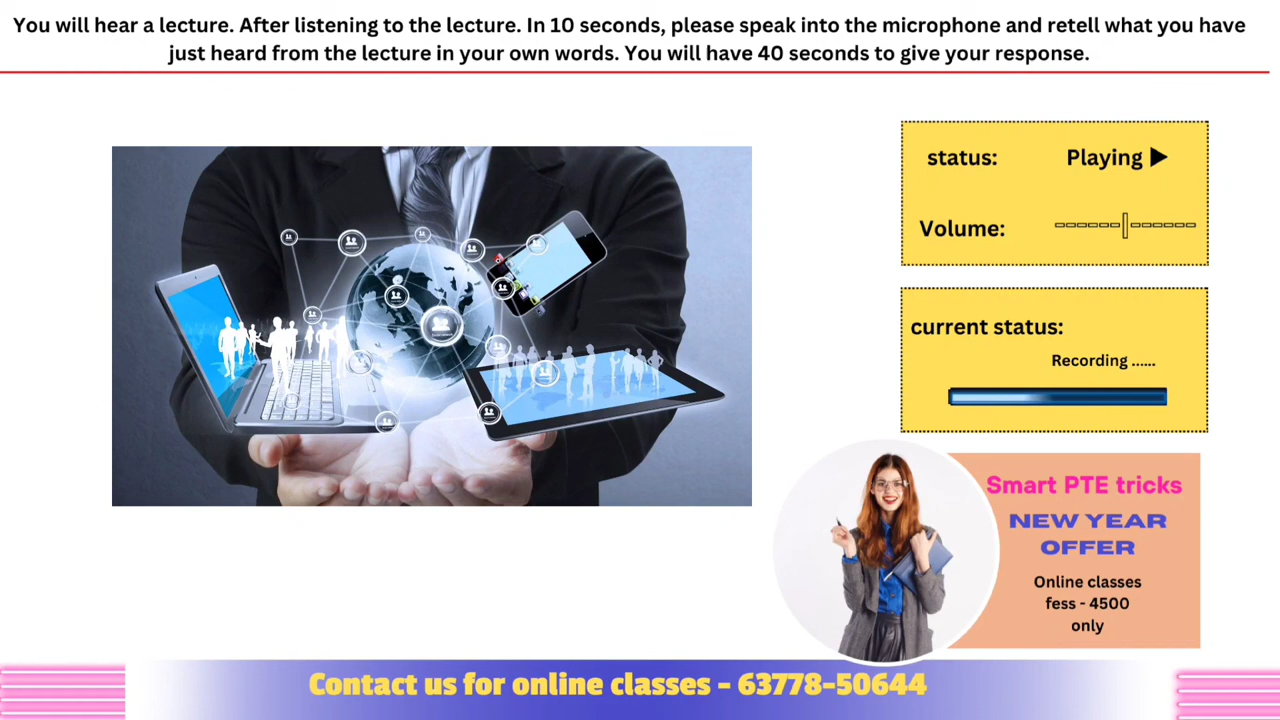 You will hear a lecture. After listening to the lecture. In 10 seconds, please speak into the microphone and retell what you have
just heard from the lecture in your own words. You will have 40 seconds to give your response.
status: Playing ▶
Volume:
current status:
Recording ......
Smart PTE tricks
NEW YEAR
OFFER
Online classes
fess - 4500
only
Contact us for online classes - 63778-50644